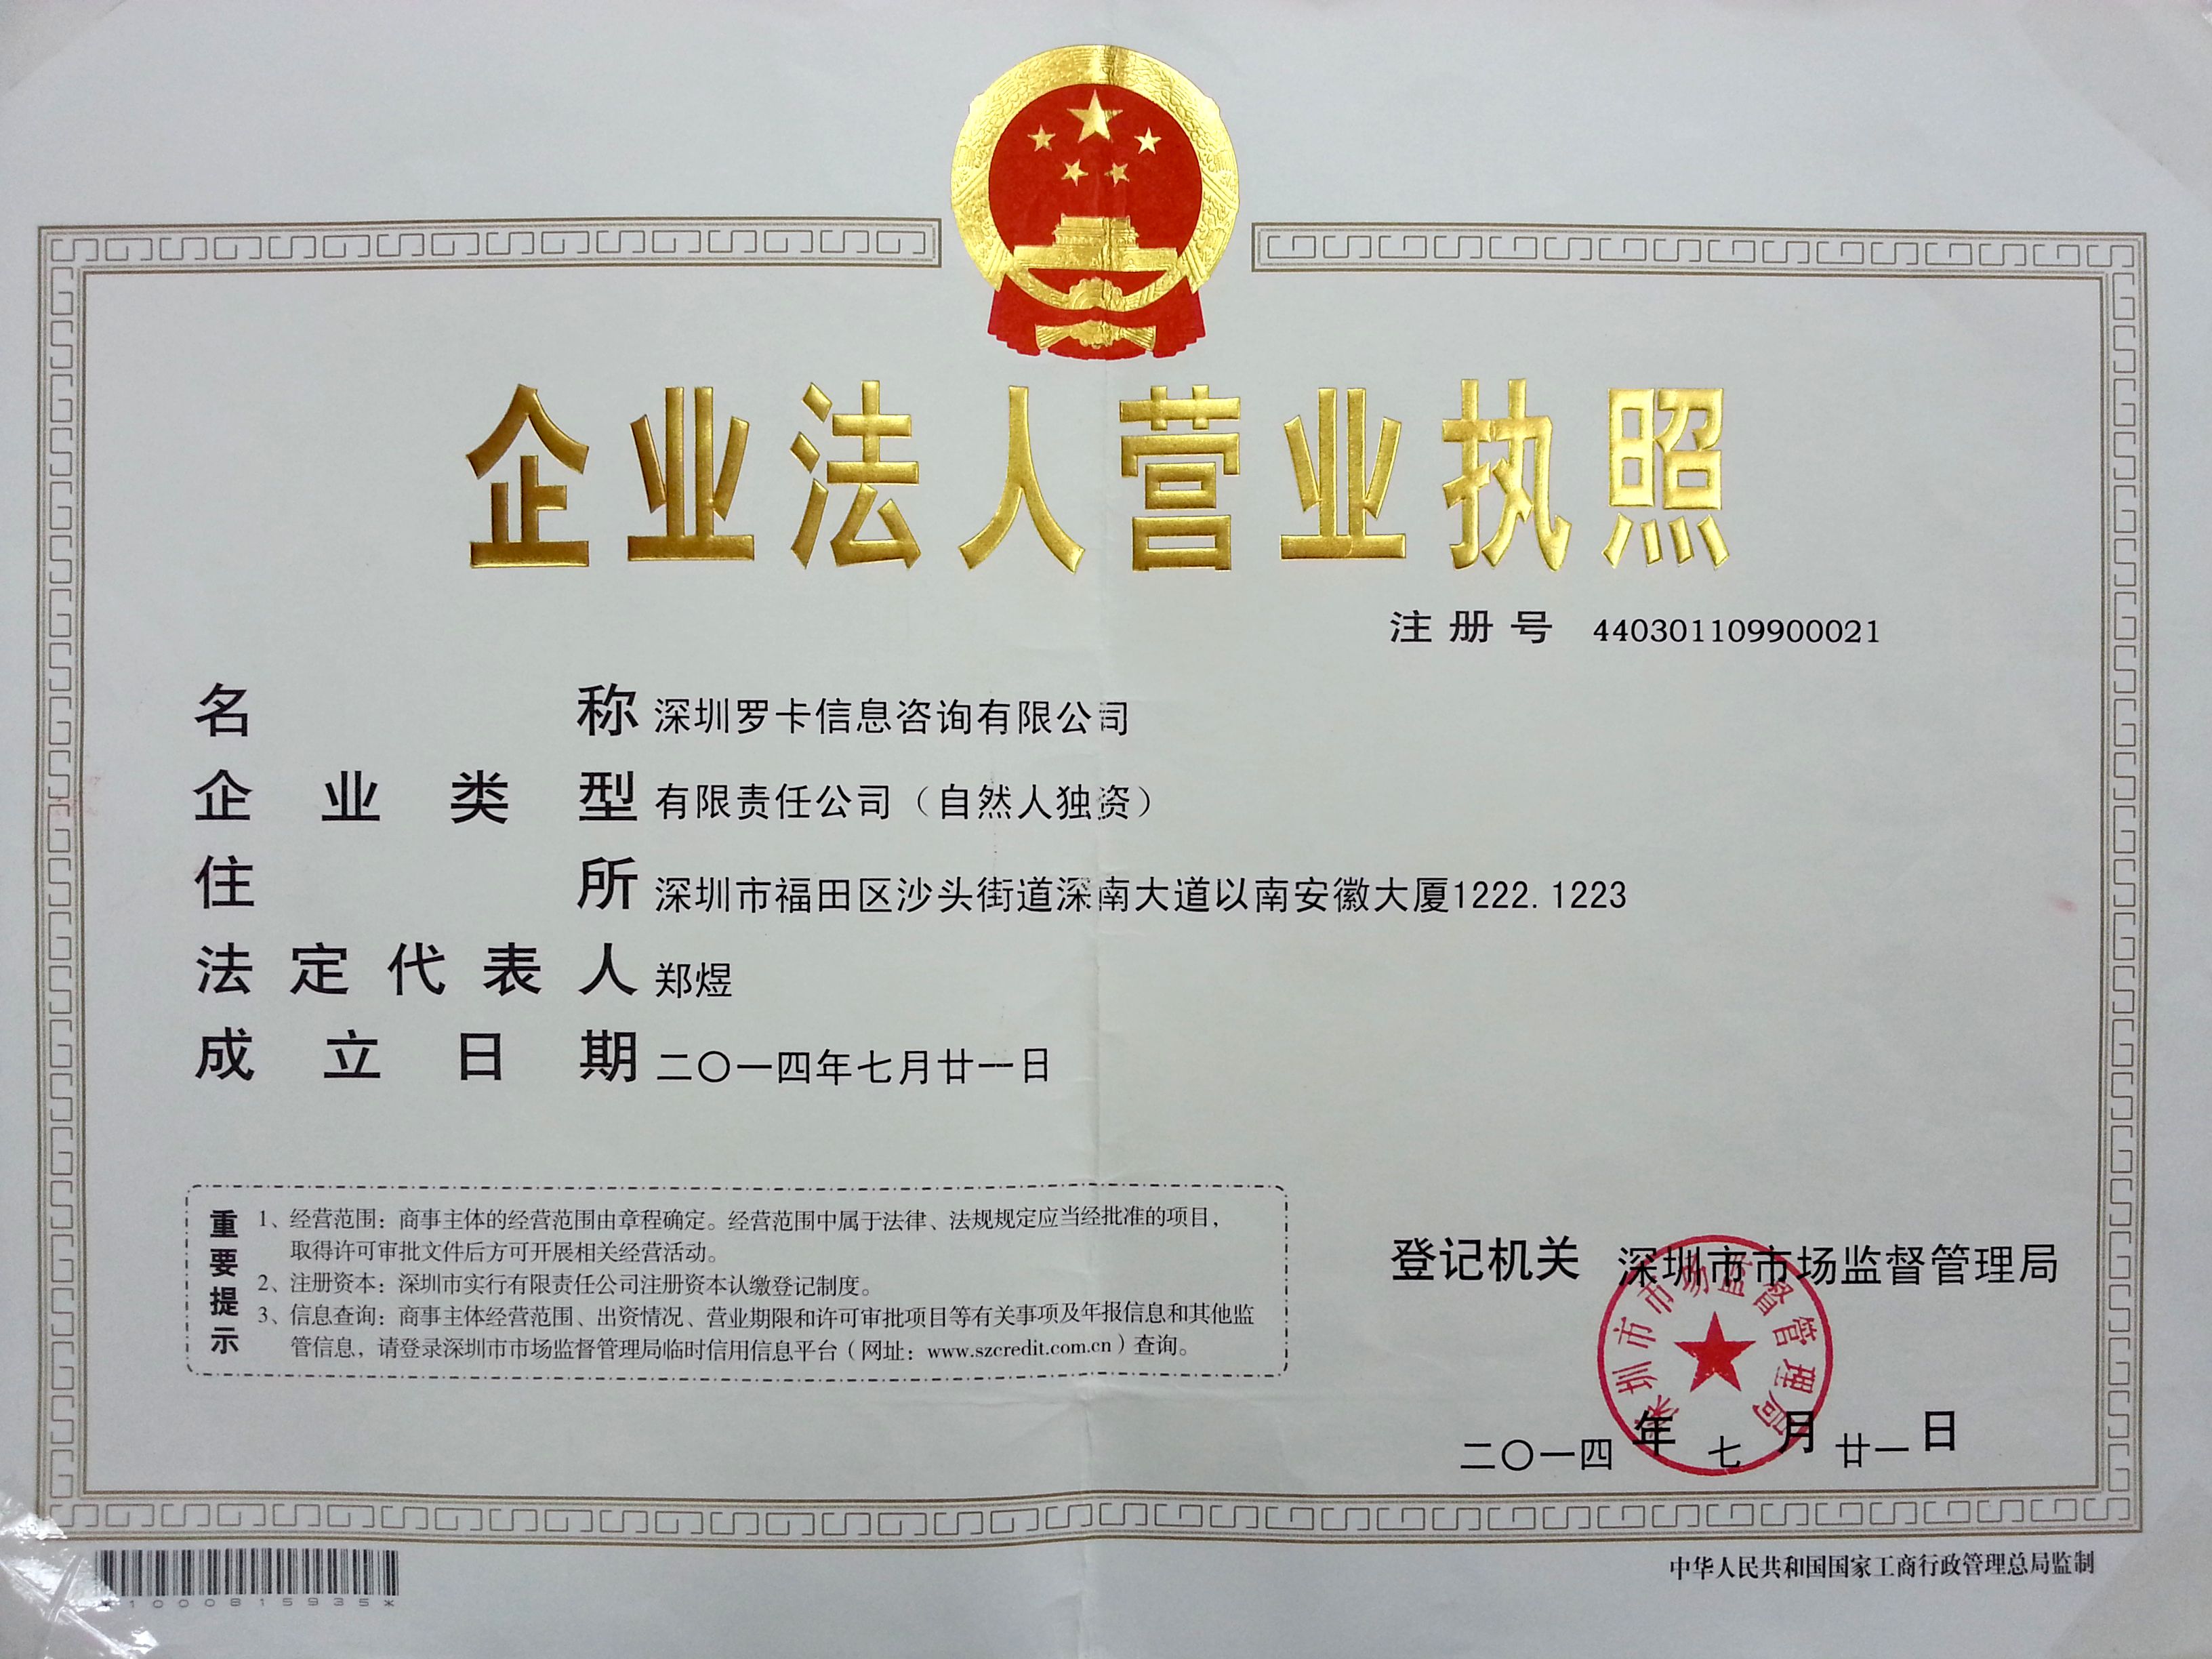 企业法人营业执照
注册号 440301109900021
名称 深圳罗卡信息咨询有限公司
企业类型 有限责任公司（自然人独资）
住所 深圳市福田区沙头街道深南大道以南安徽大厦1222.1223
法定代表人 郑煜
成立日期 二〇一四年七月廿一日
重要提示
1、经营范围：商事主体的经营范围由章程确定。经营范围中属于法律、法规规定应当经批准的项目，
取得许可审批文件后方可开展相关经营活动。
2、注册资本：深圳市实行有限责任公司注册资本认缴登记制度。
3、信息查询：商事主体经营范围、出资情况、营业期限和许可审批项目等有关事项及年报信息和其他监
管信息，请登录深圳市市场监督管理局临时信用信息平台（网址：www.szcredit.com.cn）查询。
登记机关 深圳市市场监督管理局
深圳市市场监督管理局
二〇一四年七月廿一日
*1000815935*
中华人民共和国国家工商行政管理总局监制